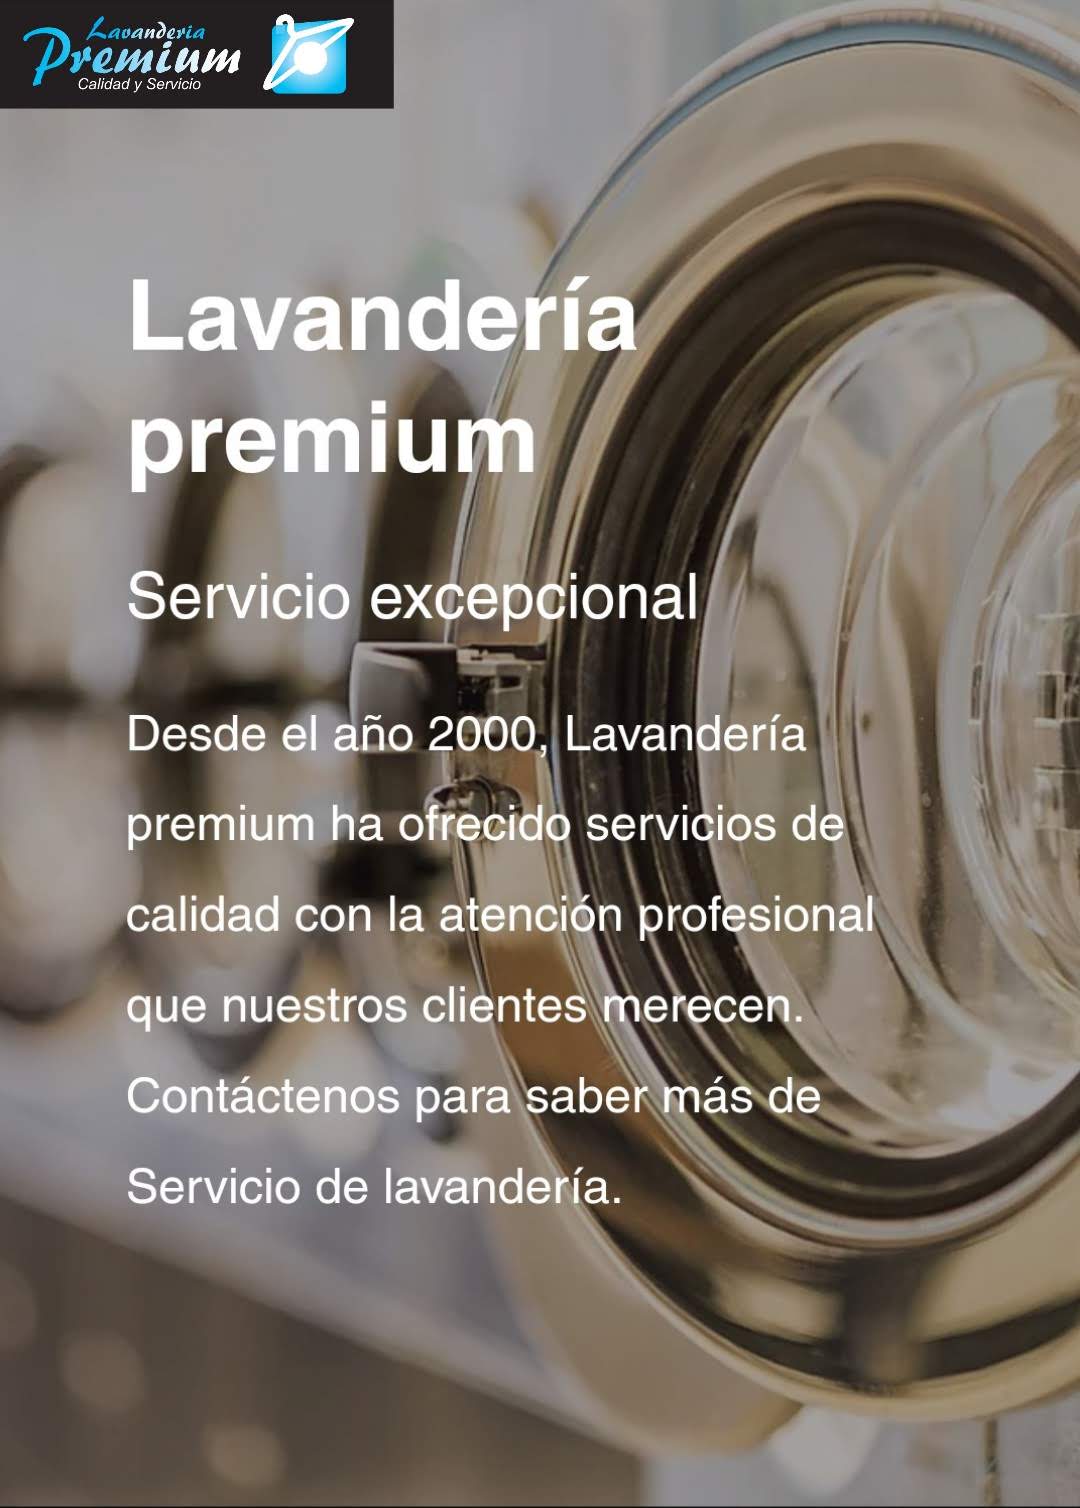 Lavanderia
Premium
Calidad y Servicio
Lavandería
premium
Servicio excepcional
Desde el año 2000, Lavandería
premium ha ofrecido servicios de
calidad con la atención profesional
que nuestros clientes merecen.
Contáctenos para saber más de
Servicio de lavandería.